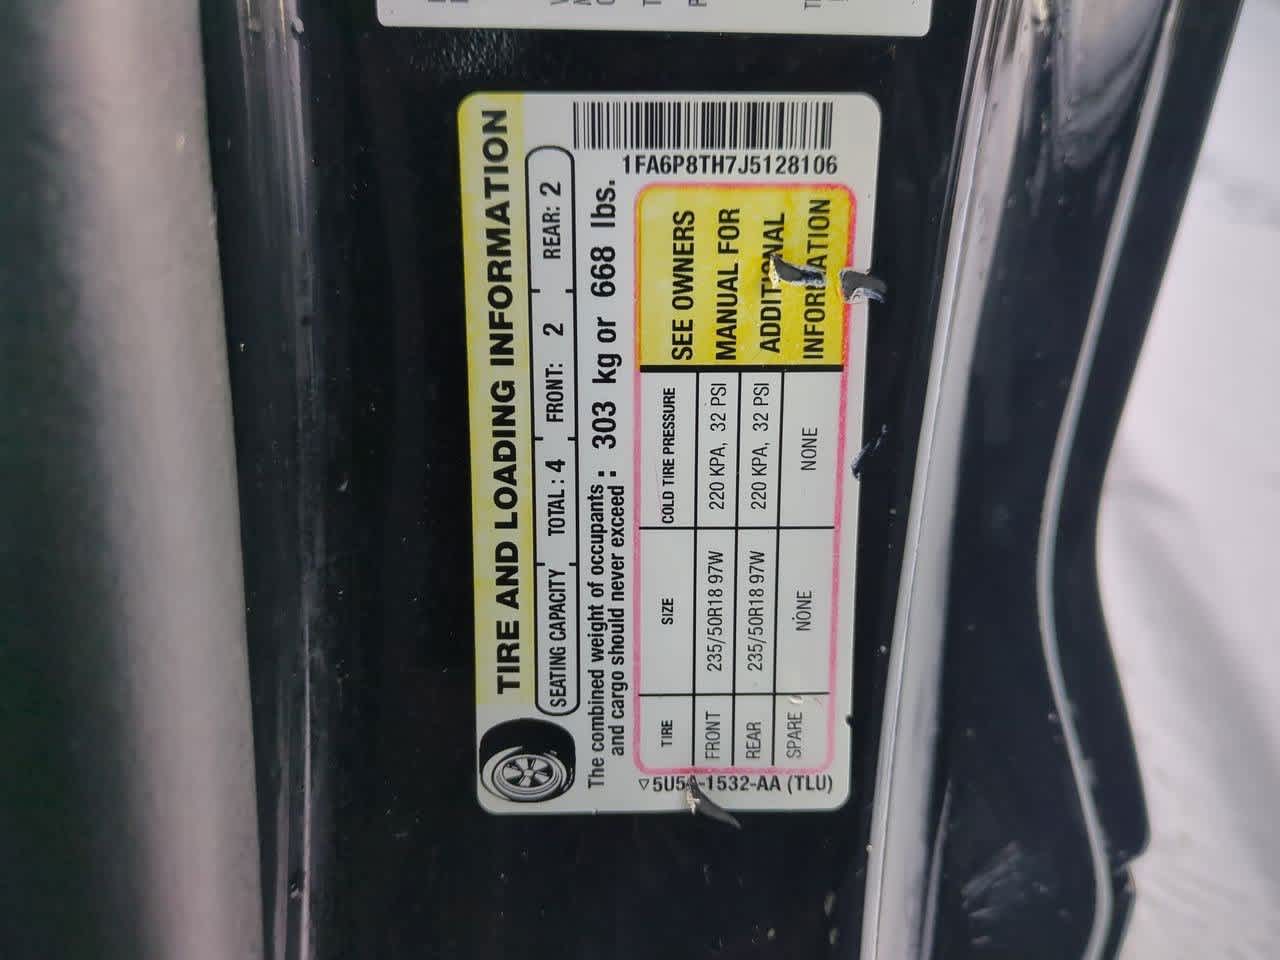 TIRE AND LOADING INFORMATION
SEATING CAPACITY TOTAL : 4 FRONT: 2 REAR: 2
The combined weight of occupants : 303 kg or 668 lbs.
and cargo should never exceed :
1FA6P8TH7J5128106
TIRE SIZE COLD TIRE PRESSURE
FRONT 235/50R18 97W 220 KPA, 32 PSI
REAR 235/50R18 97W 220 KPA, 32 PSI
SPARE NONE NONE
SEE OWNERS
MANUAL FOR
ADDITIONAL
INFORMATION
5U5A-1532-AA (TLU)